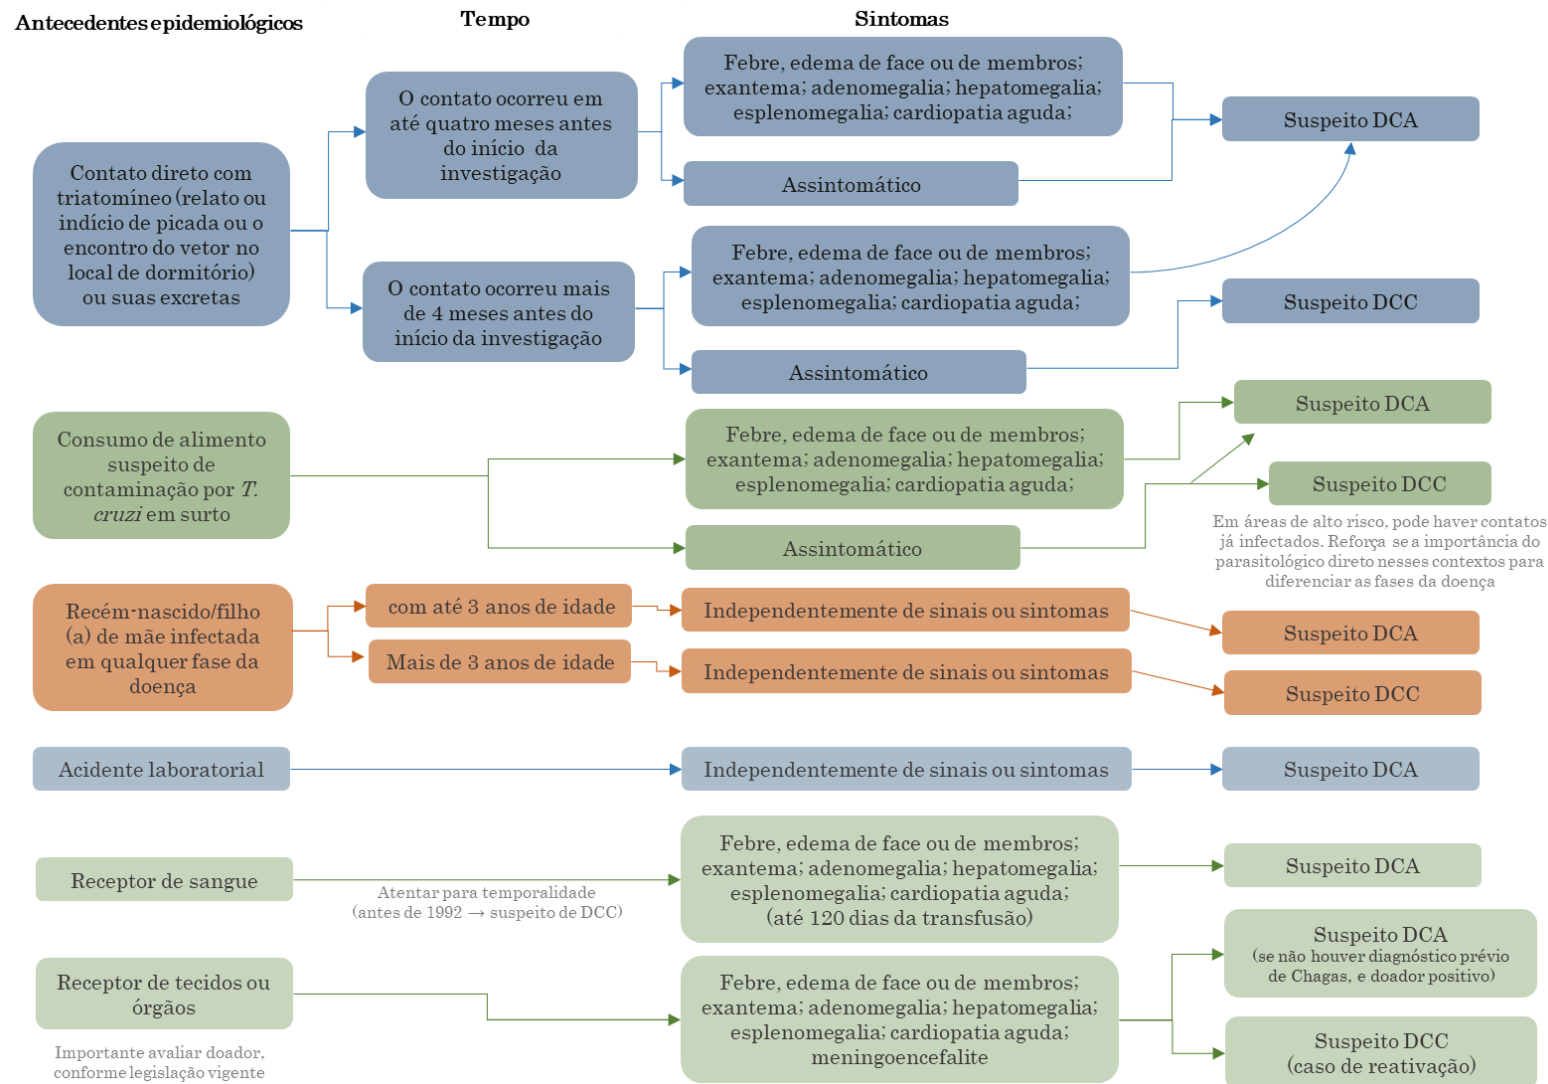 Antecedentes epidemiológicos
Tempo
Sintomas
Contato direto com
triatomíneo (relato ou
indício de picada ou o
encontro do vetor no
local de dormitório)
ou suas excretas
O contato ocorreu em
até quatro meses antes
do início da
investigação
Febre, edema de face ou de membros;
exantema; adenomegalia; hepatomegalia;
esplenomegalia; cardiopatia aguda;
Assintomático
Suspeito DCA
O contato ocorreu mais
de 4 meses antes do
início da investigação
Febre, edema de face ou de membros;
exantema; adenomegalia; hepatomegalia;
esplenomegalia; cardiopatia aguda;
Assintomático
Suspeito DCC
Consumo de alimento
suspeito de
contaminação por T.
cruzi em surto
Febre, edema de face ou de membros;
exantema; adenomegalia; hepatomegalia;
esplenomegalia; cardiopatia aguda;
Assintomático
Suspeito DCA
Suspeito DCC
Em áreas de alto risco, pode haver contatos
já infectados. Reforça se a importância do
parasitológico direto nesses contextos para
diferenciar as fases da doença
Recém-nascido/filho
(a) de mãe infectada
em qualquer fase da
doença
com até 3 anos de idade
Independentemente de sinais ou sintomas
Suspeito DCA
Mais de 3 anos de idade
Independentemente de sinais ou sintomas
Suspeito DCC
Acidente laboratorial
Independentemente de sinais ou sintomas
Suspeito DCA
Receptor de sangue
Atentar para temporalidade
(antes de 1992 → suspeito de DCC)
Febre, edema de face ou de membros;
exantema; adenomegalia; hepatomegalia;
esplenomegalia; cardiopatia aguda;
(até 120 dias da transfusão)
Suspeito DCA
Receptor de tecidos ou
órgãos
Importante avaliar doador,
conforme legislação vigente
Febre, edema de face ou de membros;
exantema; adenomegalia; hepatomegalia;
esplenomegalia; cardiopatia aguda;
meningoencefalite
Suspeito DCA
(se não houver diagnóstico prévio
de Chagas, e doador positivo)
Suspeito DCC
(caso de reativação)